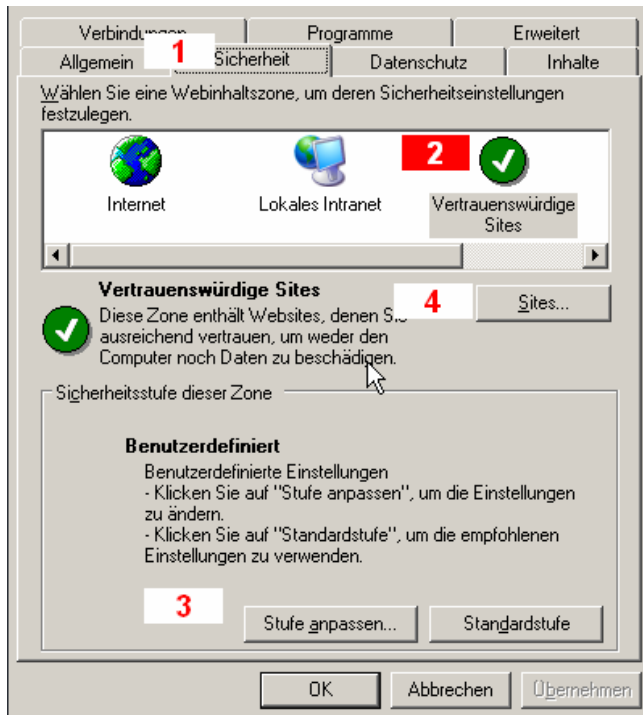 Verbindungen Programme Erweitert
Allgemein 1 Sicherheit Datenschutz Inhalte
Wählen Sie eine Webinhaltszone, um deren Sicherheitseinstellungen
festzulegen.
2
Internet Lokales Intranet Vertrauenswürdige
Sites
Vertrauenswürdige Sites
4 Sites...
Diese Zone enthält Websites, denen Sie
ausreichend vertrauen, um weder den
Computer noch Daten zu beschädigen.
Sicherheitsstufe dieser Zone
Benutzerdefiniert
Benutzerdefinierte Einstellungen
- Klicken Sie auf "Stufe anpassen", um die Einstellungen
zu ändern.
- Klicken Sie auf "Standardstufe", um die empfohlenen
Einstellungen zu verwenden.
3
Stufe anpassen... Standardstufe
OK Abbrechen Übernehmen